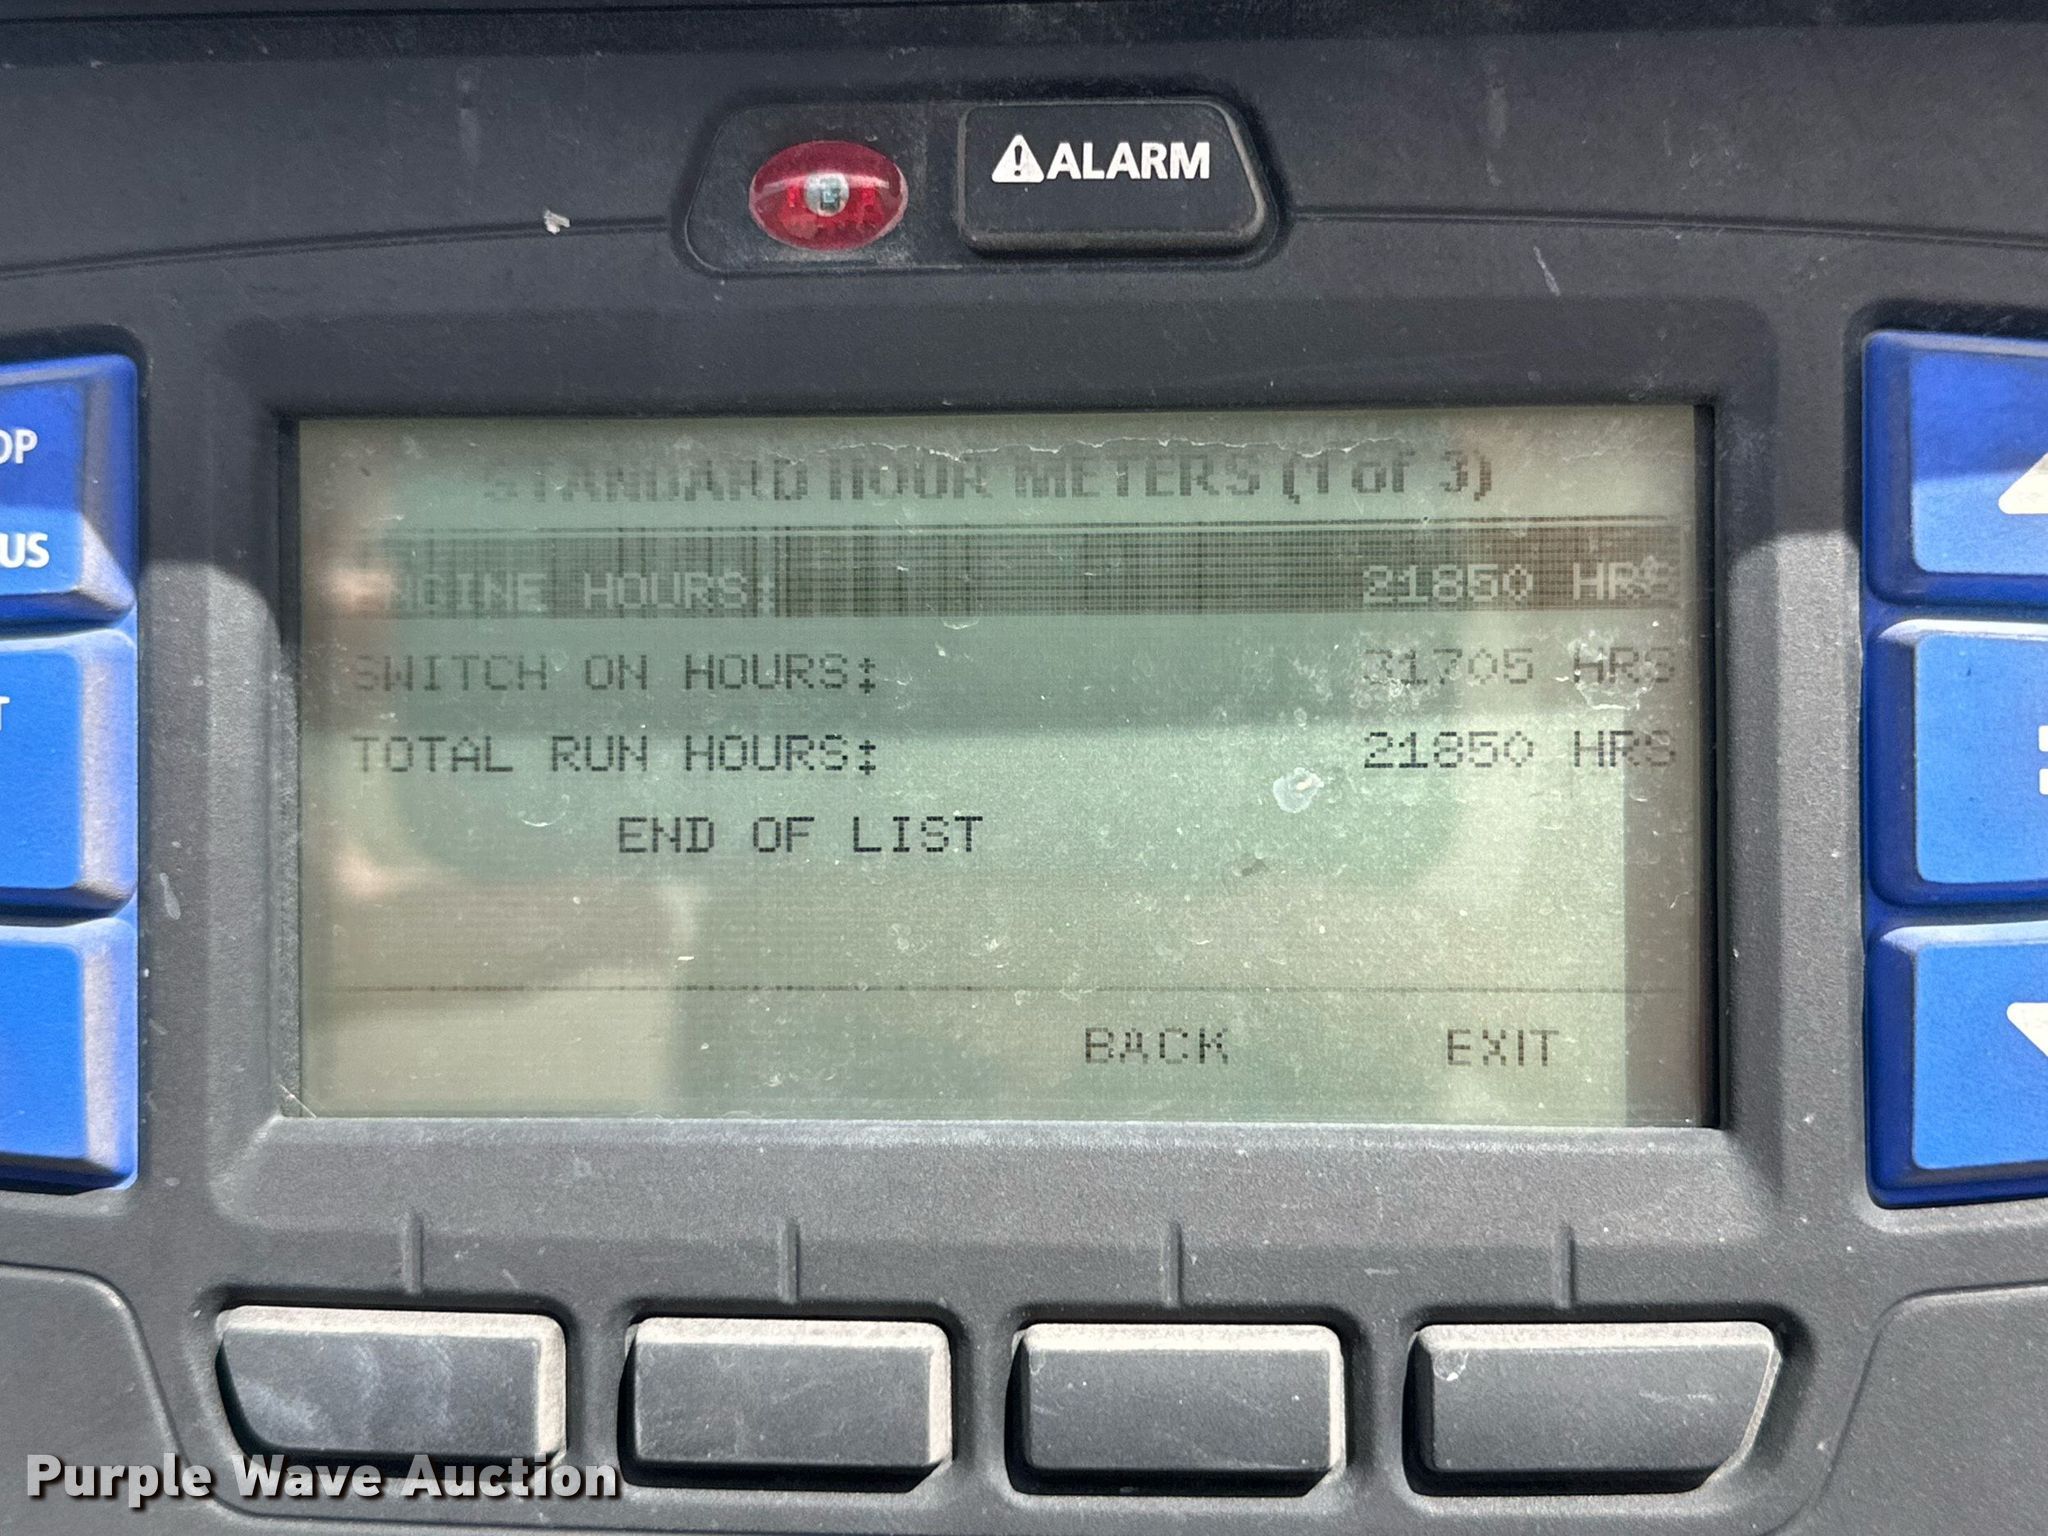 ALARM
OP
US
T
STANDARD HOUR METERS (1 of 3)
ENGINE HOURS: 21850 HRS
SWITCH ON HOURS: 31705 HRS
TOTAL RUN HOURS: 21850 HRS
END OF LIST
BACK EXIT
Purple Wave Auction